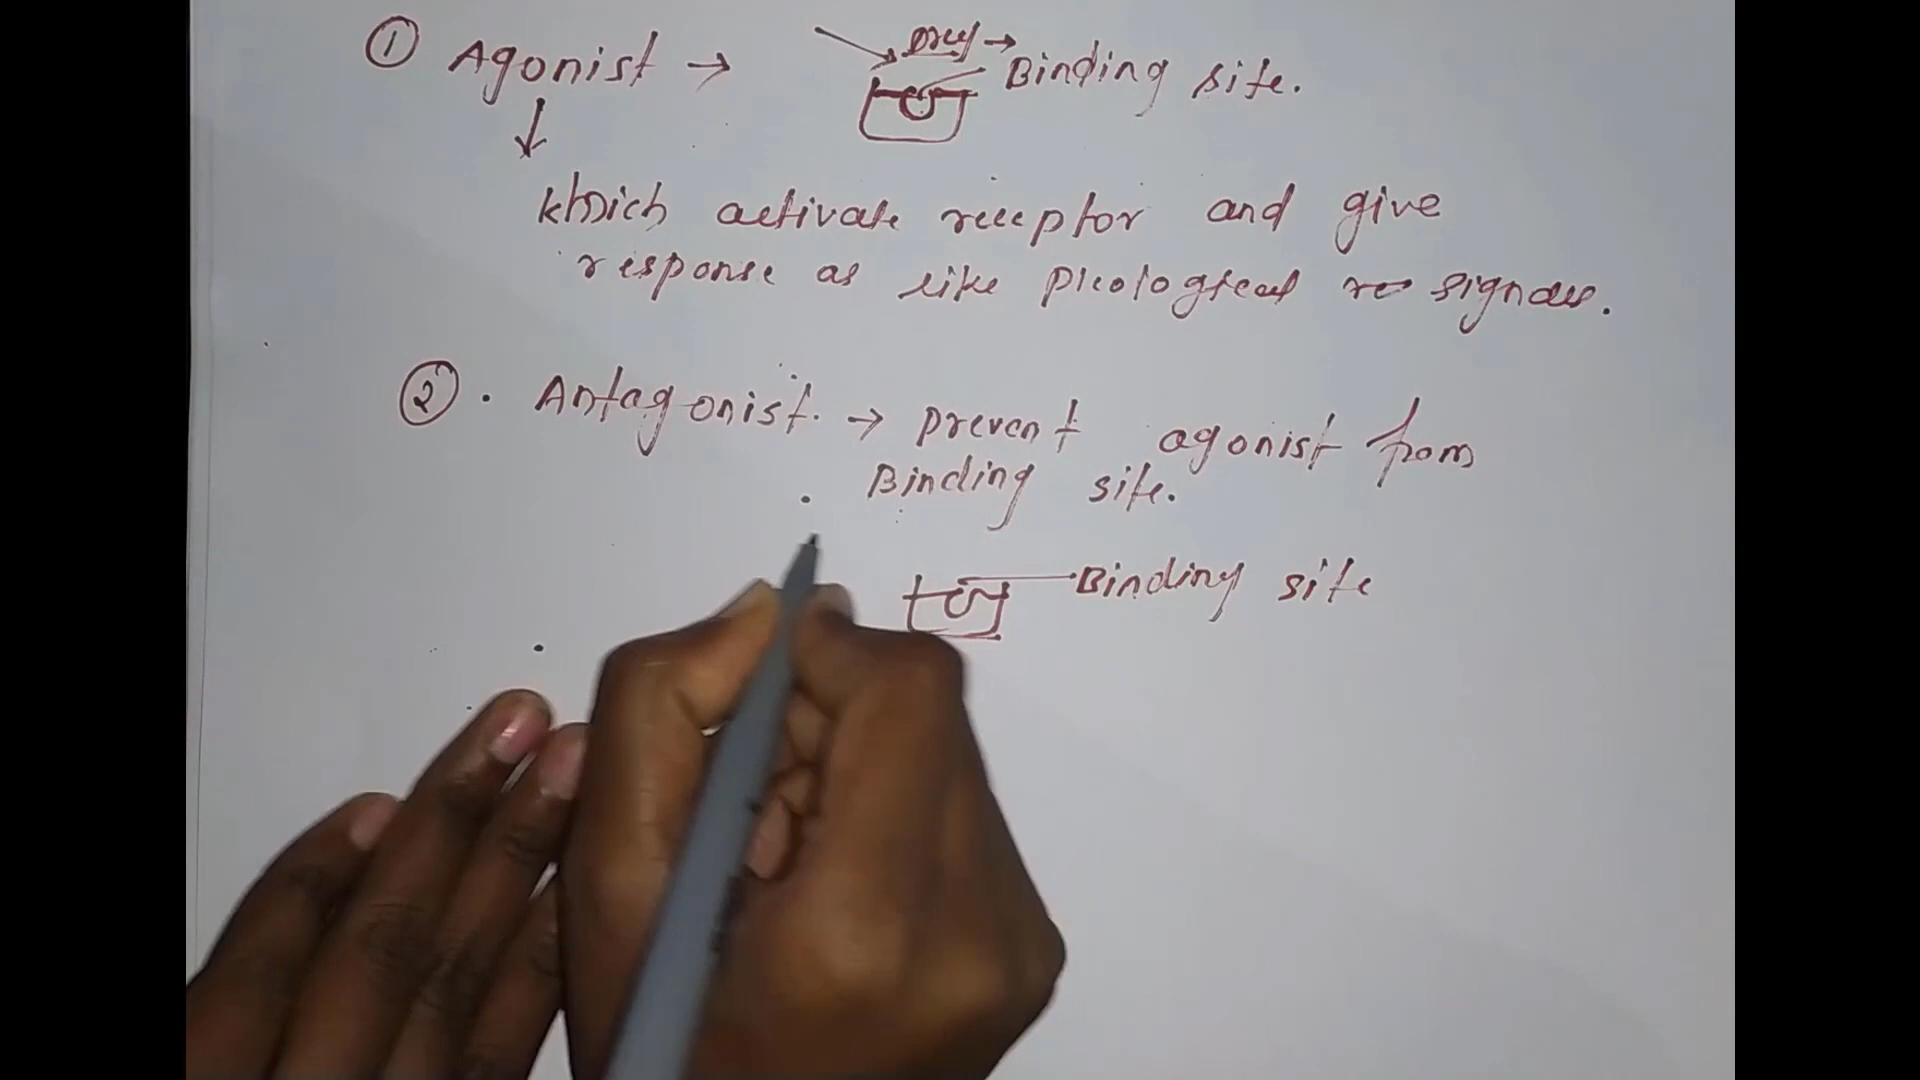 ① Agonist → Drug →
Binding site.
↓
which activate receptor and give
response as like signals.
② . Antagonist. → prevent agonist from
Binding site.
Binding site